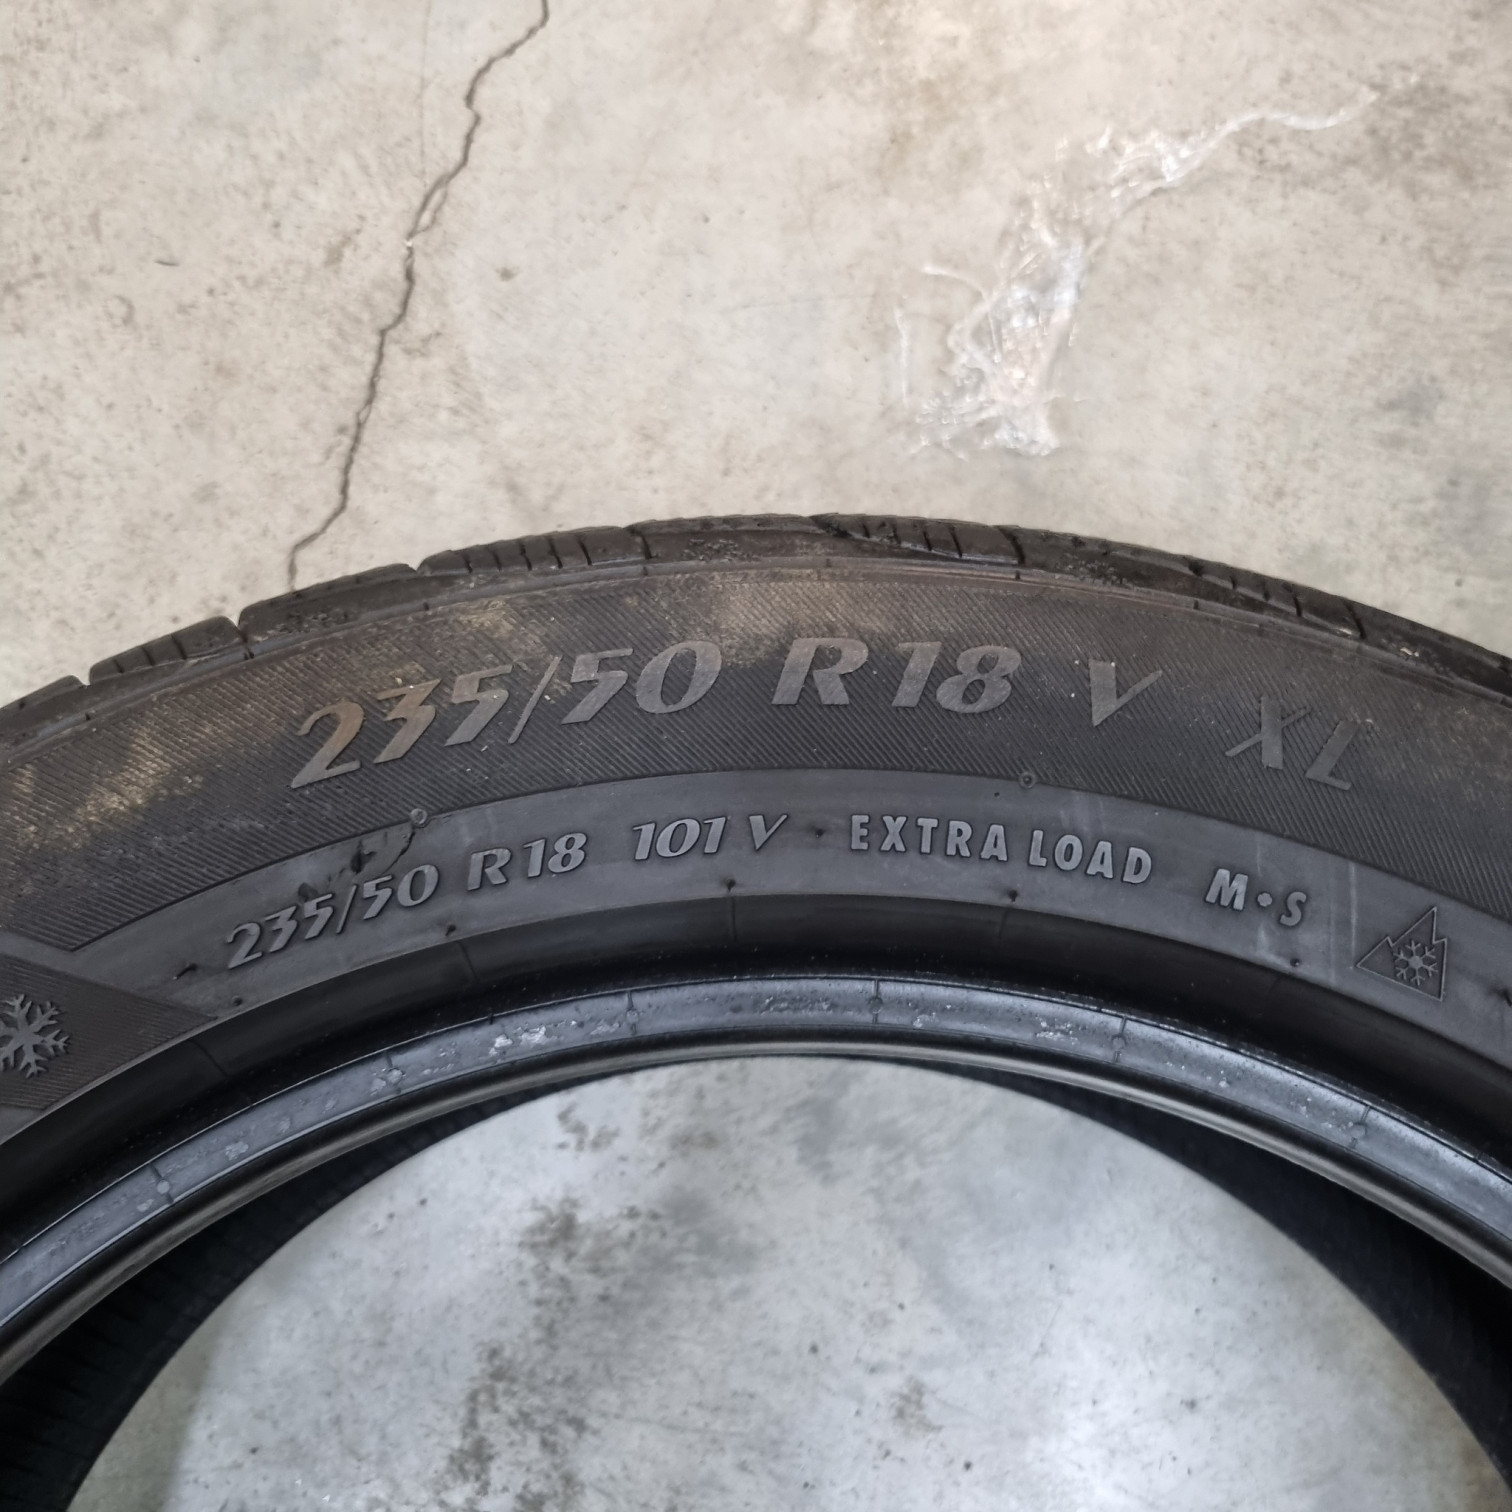 235/50 R18 V XL
235/50 R18 101 V EXTRA LOAD M•S